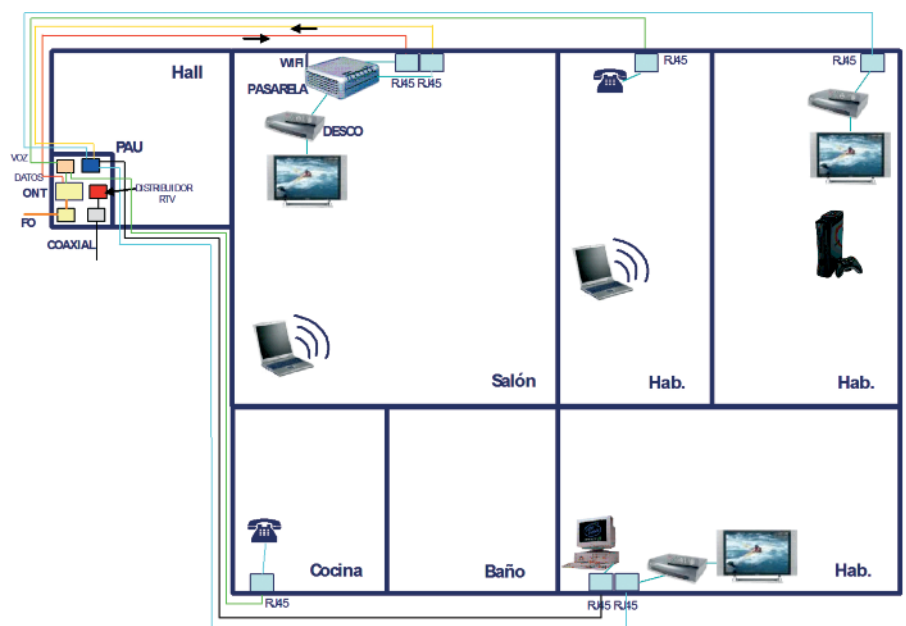 WIFI
RJ45
RJ45
Hall
PASARELA
RJ45 RJ45
DESCO
PAU
VOZ
DATOS
ONT
DISTRIBUIDOR
RTV
FO
COAXIAL
Salón
Hab.
Hab.
Cocina
Baño
Hab.
RJ45
RJ45 RJ45